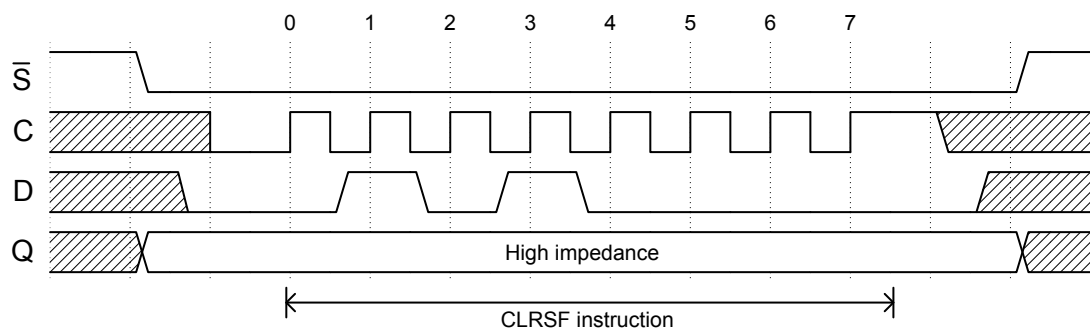 0 1 2 3 4 5 6 7
S̅
C
D
Q
High impedance
CLRSF instruction